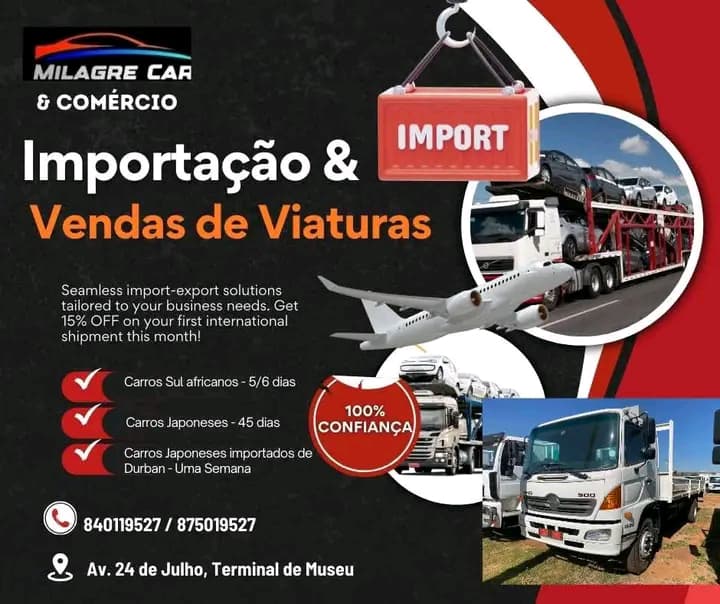 MILAGRE CAR
& COMÉRCIO
IMPORT
Importação &
Vendas de Viaturas
Seamless import-export solutions
tailored to your business needs. Get
15% OFF on your first international
shipment this month!
Carros Sul africanos - 5/6 dias
Carros Japoneses - 45 dias
Carros Japoneses importados de
Durban - Uma Semana
100%
CONFIANÇA
500
840119527 / 875019527
Av. 24 de Julho, Terminal de Museu